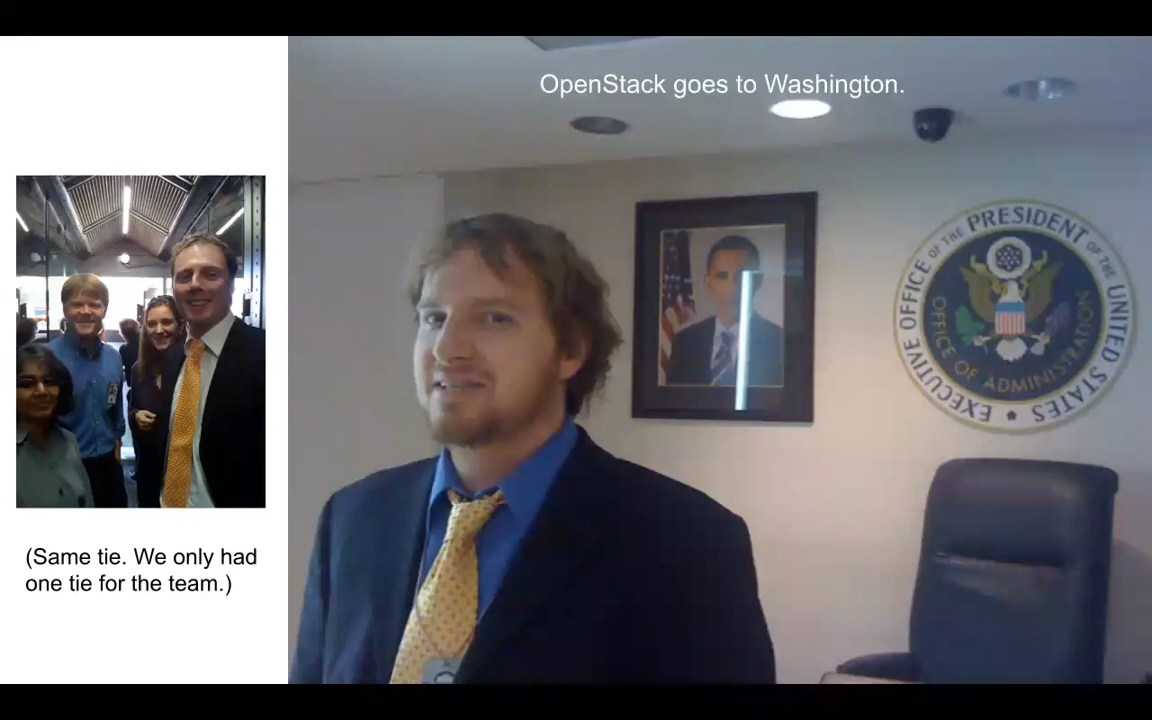 OpenStack goes to Washington.
EXECUTIVE OFFICE OF THE PRESIDENT OF THE UNITED STATES
OFFICE OF ADMINISTRATION
(Same tie. We only had
one tie for the team.)